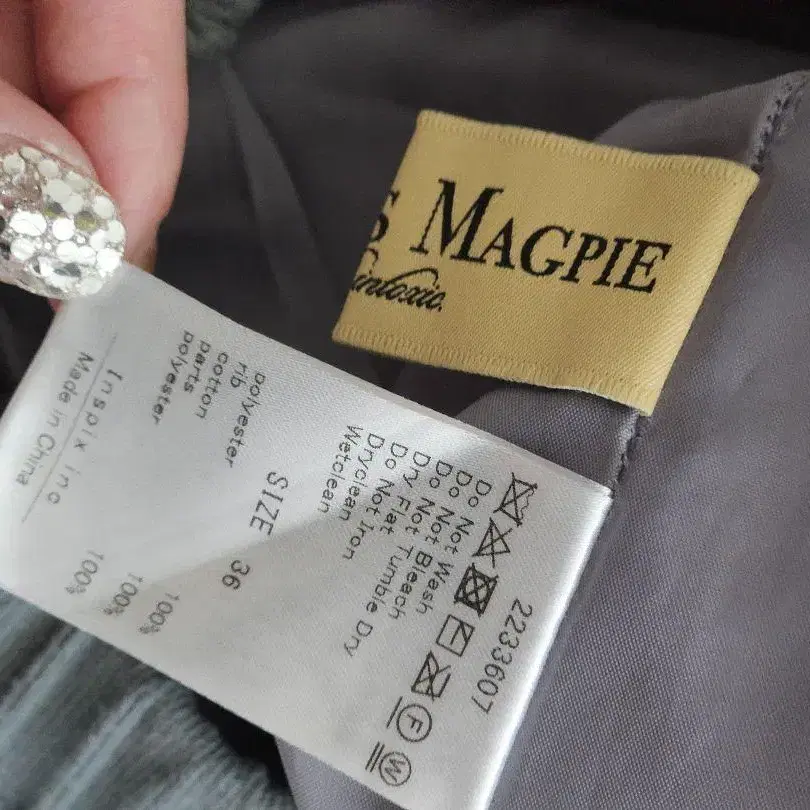 S MAGPIE
intoxic.
2233607
Do Not Wash
Do Not Bleach
Do Not Tumble Dry
Dry Flat
Do Not Iron
Dryclean
Wetclean
F
W
SIZE 36
polyester 100%
rib
cotton 100%
parts
polyester 100%
Inspix inc
Made in China